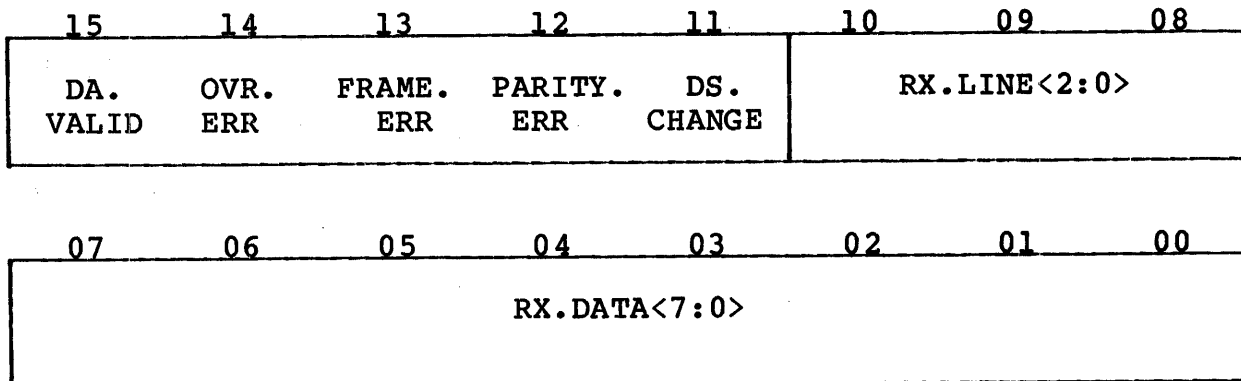 15 14 13 12 11 10 09 08
DA. OVR. FRAME. PARITY. DS. RX.LINE<2:0>
VALID ERR ERR ERR CHANGE
07 06 05 04 03 02 01 00
RX.DATA<7:0>